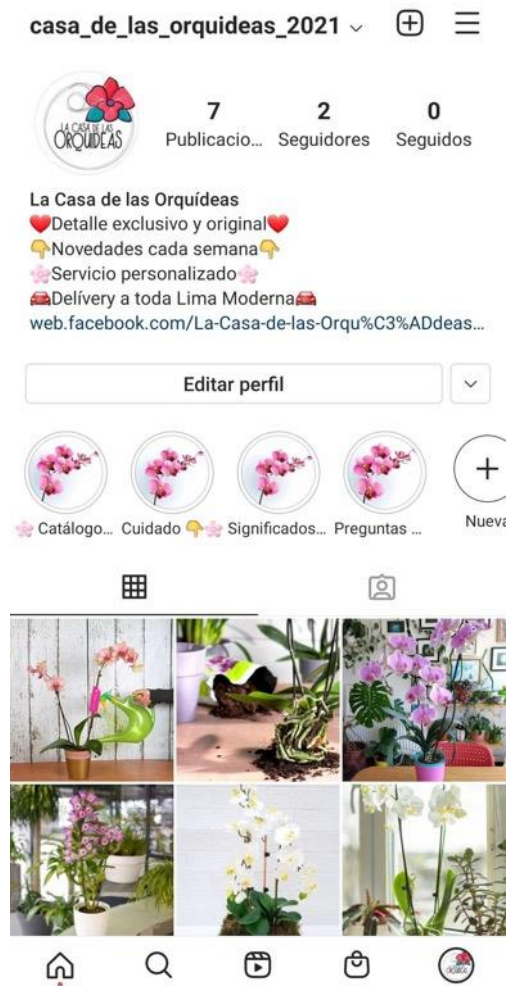 casa_de_las_orquideas_2021
LA CASA DE LAS
ORQUÍDEAS
7 2 0
Publicacio... Seguidores Seguidos
La Casa de las Orquídeas
❤️Detalle exclusivo y original❤️
👇Novedades cada semana👇
🌸Servicio personalizado🌸
🚘Delívery a toda Lima Moderna🚘
web.facebook.com/La-Casa-de-las-Orqu%C3%ADdeas...
Editar perfil
🌸 Catálogo... Cuidado 👇🌸 Significados... Preguntas ... Nueva